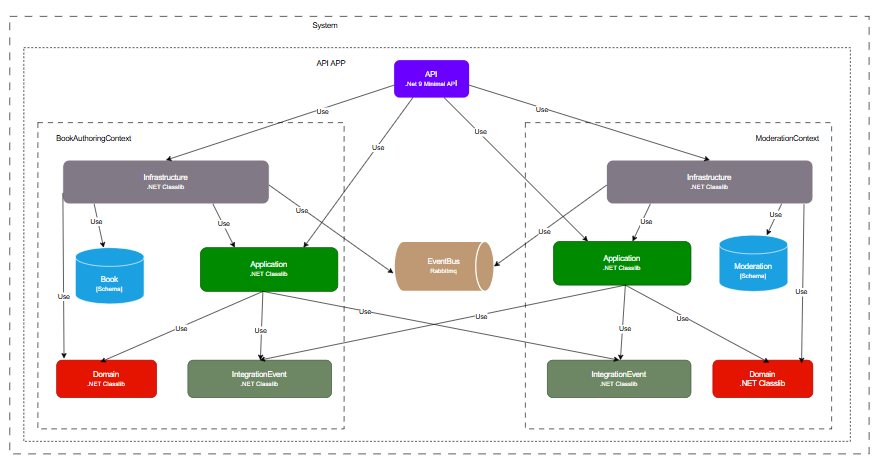 System
API APP
API
.Net 9 Minimal API
Use
Use
Use
Use
BookAuthoringContext
ModerationContext
Infrastructure
.NET Classlib
Infrastructure
.NET Classlib
Use
Use
Use
Use
Use
Use
Book
(Schema)
Application
.NET Classlib
EventBus
Rabbitmq
Application
.NET Classlib
Moderation
(Schema)
Use
Use
Use
Use
Use
Use
Use
Use
Domain
.NET Classlib
IntegrationEvent
.NET Classlib
IntegrationEvent
.NET Classlib
Domain
.NET Classlib